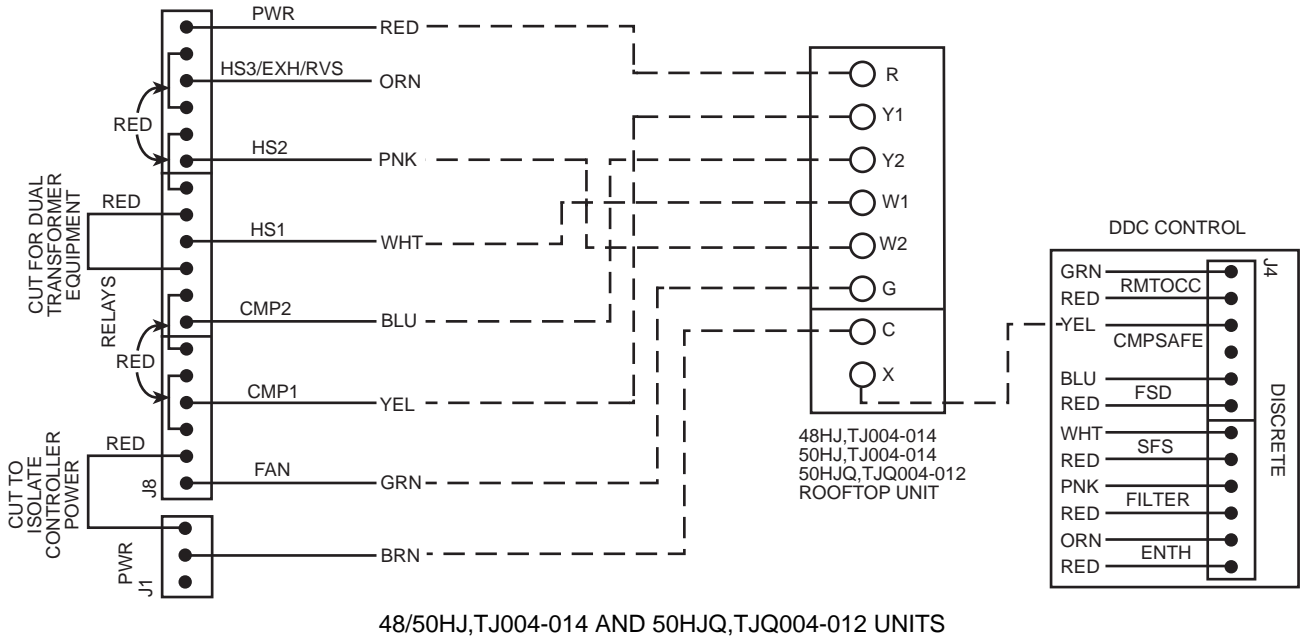 PWR
RED
HS3/EXH/RVS
ORN
RED
HS2
PNK
CUT FOR DUAL
TRANSFORMER
EQUIPMENT
RED
HS1
WHT
RELAYS
CMP2
BLU
RED
CMP1
YEL
RED
CUT TO
ISOLATE
CONTROLLER
POWER
J8
FAN
GRN
PWR
J1
BRN
R
Y1
Y2
W1
W2
G
C
X
48HJ,TJ004-014
50HJ,TJ004-014
50HJQ,TJQ004-012
ROOFTOP UNIT
DDC CONTROL
J4
GRN
RMTOCC
RED
YEL
CMPSAFE
BLU
FSD
RED
DISCRETE
WHT
SFS
RED
PNK
FILTER
RED
ORN
ENTH
RED
48/50HJ,TJ004-014 AND 50HJQ,TJQ004-012 UNITS